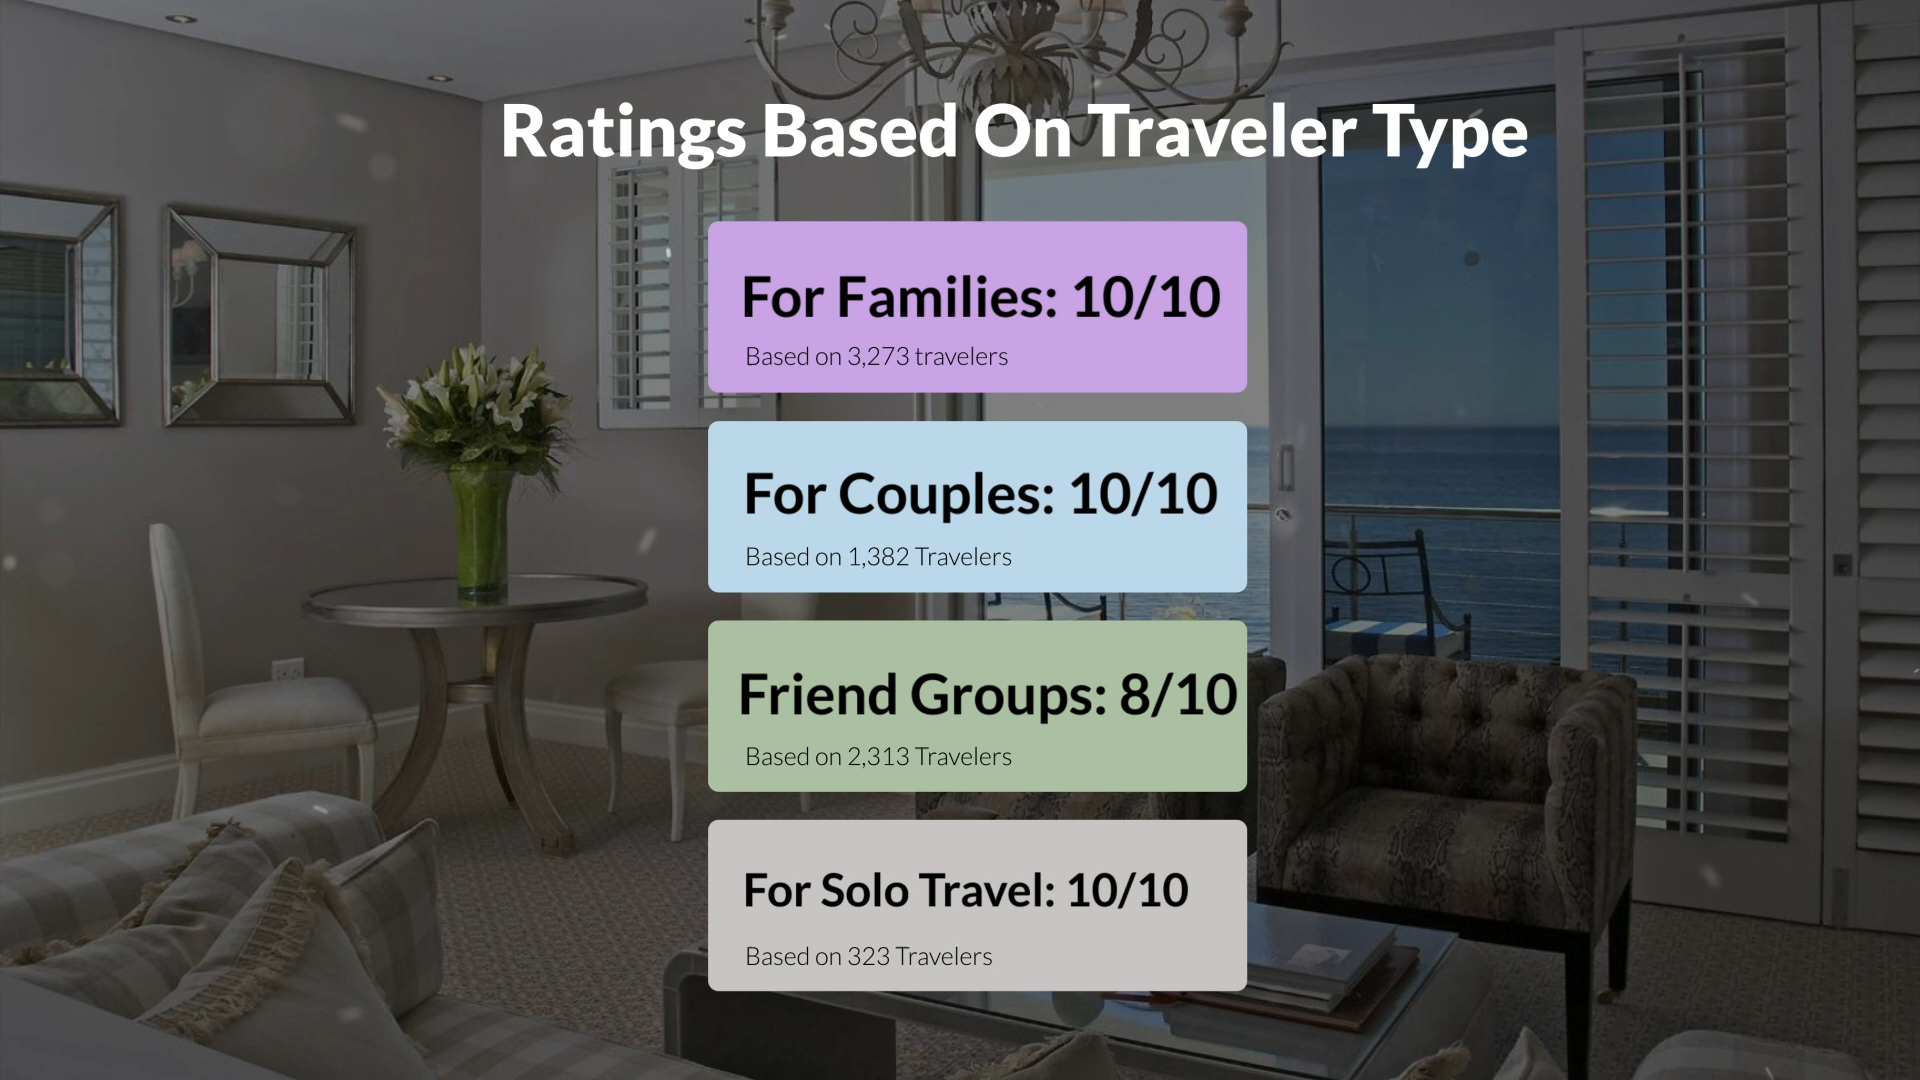 Ratings Based On Traveler Type
For Families: 10/10
Based on 3,273 travelers
For Couples: 10/10
Based on 1,382 Travelers
Friend Groups: 8/10
Based on 2,313 Travelers
For Solo Travel: 10/10
Based on 323 Travelers